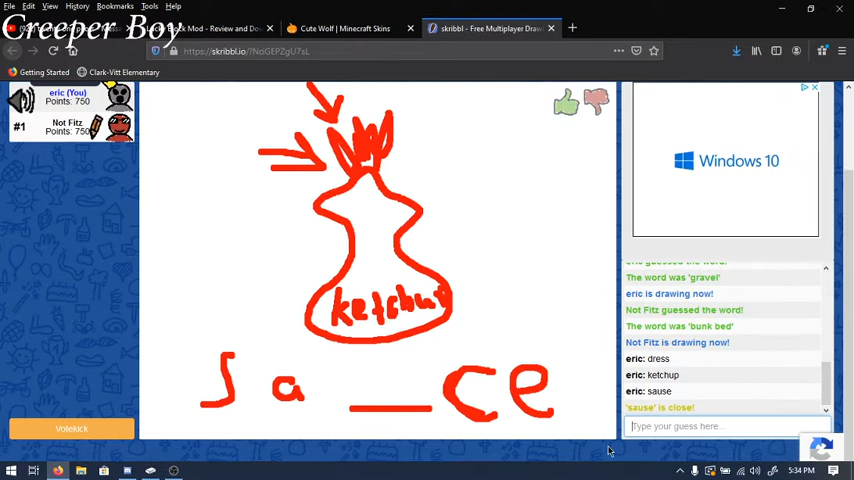 File Edit View History Bookmarks Tools Help
Creeper Boy
Block Mod - Review and Do
Cute Wolf | Minecraft Skins
skribbl - Free Multiplayer Draw
https://skribbl.io/?NdGEPZgU7sL
Getting Started Clark-Vitt Elementary
eric (You)
Points: 750
#1 Not Fitz
Points: 750
Windows 10
ketchup
Sa __ce
The word was 'gravel'
eric is drawing now!
Not Fitz guessed the word!
The word was 'bunk bed'
Not Fitz is drawing now!
eric: dress
eric: ketchup
eric: sause
'sause' is close!
Type your guess here...
Votekick
5:34 PM